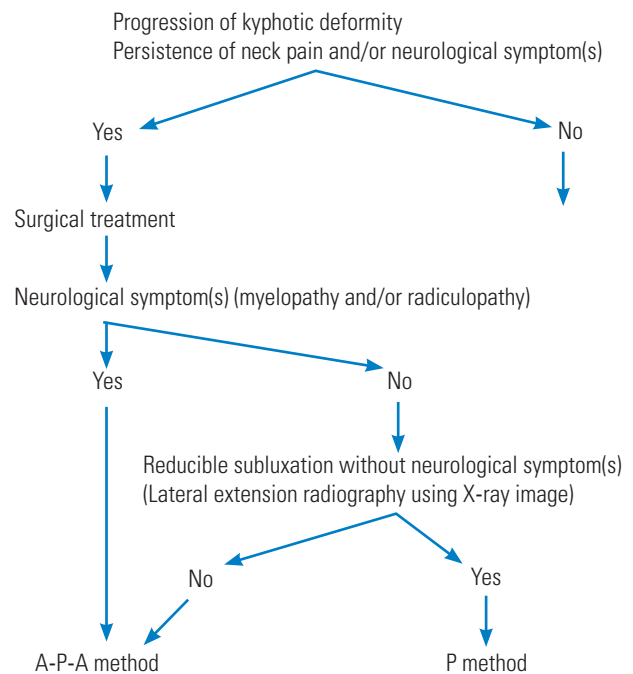 Progression of kyphotic deformity
Persistence of neck pain and/or neurological symptom(s)
Yes
No
Surgical treatment
Neurological symptom(s) (myelopathy and/or radiculopathy)
Yes
No
Reducible subluxation without neurological symptom(s)
(Lateral extension radiography using X-ray image)
No
Yes
A-P-A method
P method